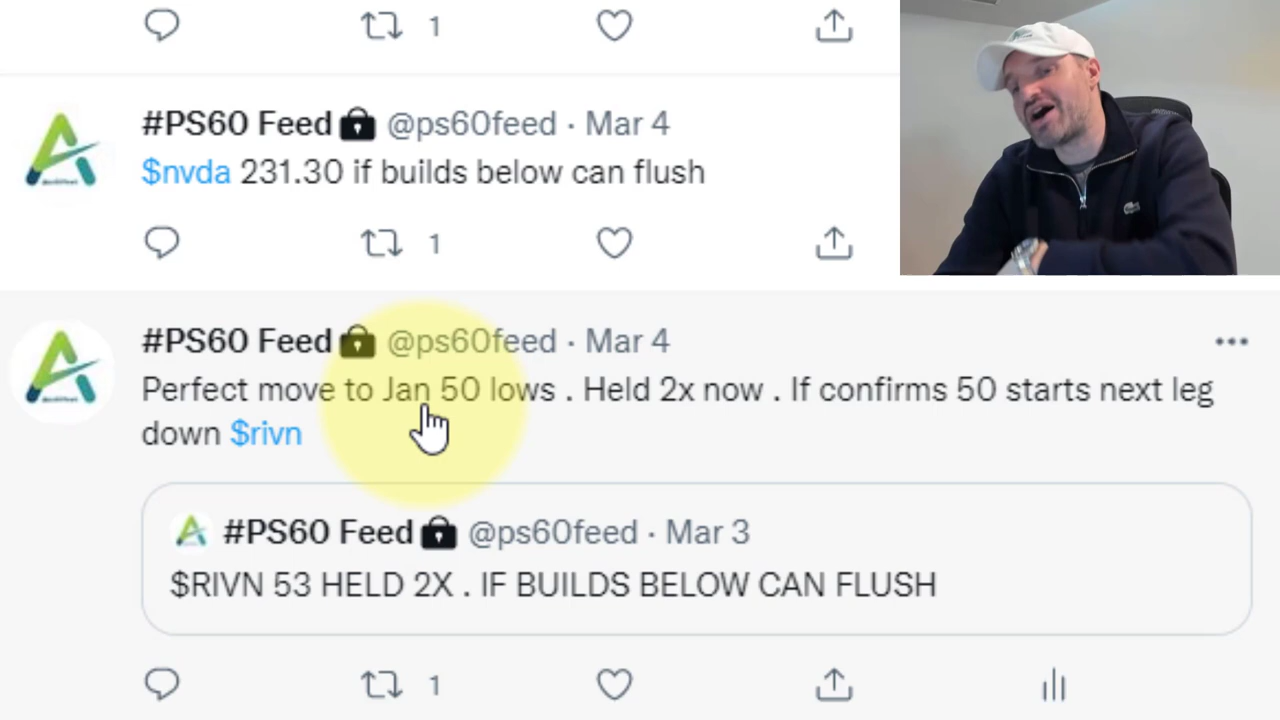 1
#PS60 Feed @ps60feed · Mar 4
$nvda 231.30 if builds below can flush
1
#PS60 Feed @ps60feed · Mar 4
Perfect move to Jan 50 lows . Held 2x now . If confirms 50 starts next leg
down $rivn
#PS60 Feed @ps60feed · Mar 3
$RIVN 53 HELD 2X . IF BUILDS BELOW CAN FLUSH
1